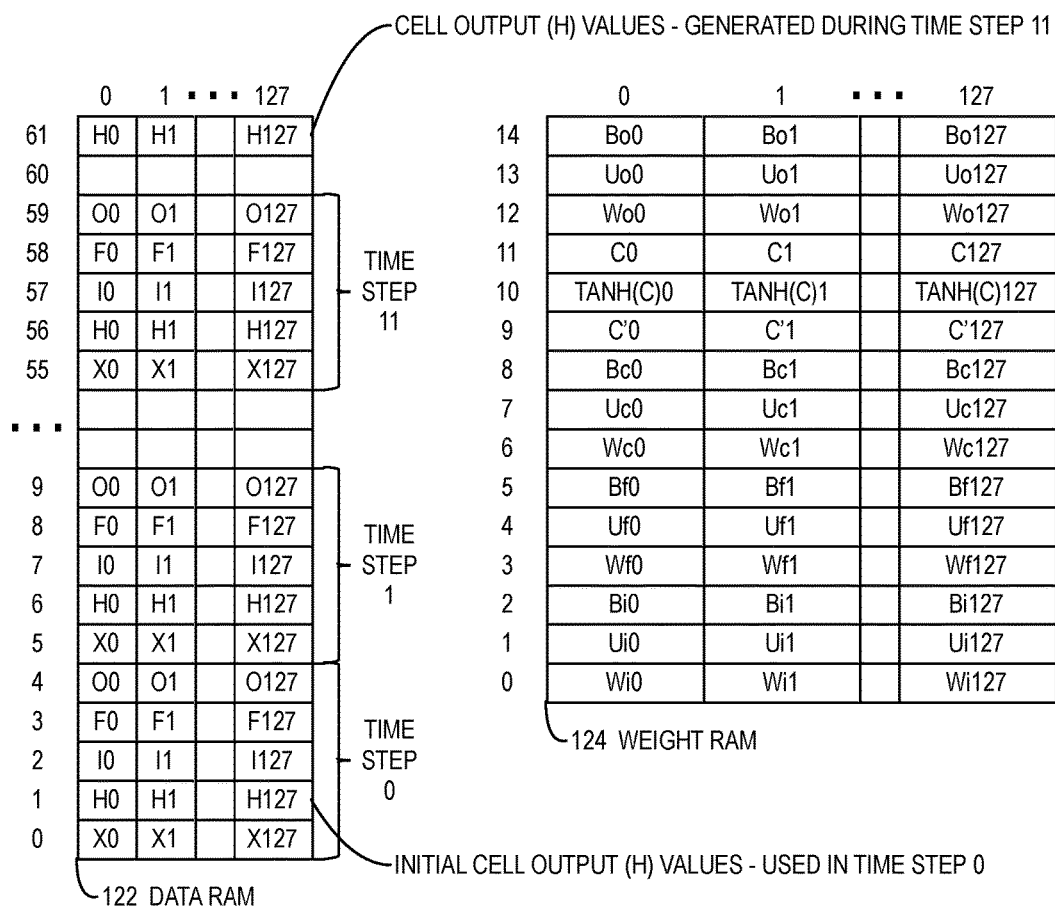 CELL OUTPUT (H) VALUES - GENERATED DURING TIME STEP 11
0 1 ▪ ▪ ▪ 127
61 H0 H1 H127
60
59 O0 O1 O127
58 F0 F1 F127
57 I0 I1 I127
56 H0 H1 H127
55 X0 X1 X127
TIME
STEP
11
▪ ▪ ▪
9 O0 O1 O127
8 F0 F1 F127
7 I0 I1 I127
6 H0 H1 H127
5 X0 X1 X127
TIME
STEP
1
4 O0 O1 O127
3 F0 F1 F127
2 I0 I1 I127
1 H0 H1 H127
0 X0 X1 X127
TIME
STEP
0
INITIAL CELL OUTPUT (H) VALUES - USED IN TIME STEP 0
122 DATA RAM
0 1 ▪ ▪ ▪ 127
14 Bo0 Bo1 Bo127
13 Uo0 Uo1 Uo127
12 Wo0 Wo1 Wo127
11 C0 C1 C127
10 TANH(C)0 TANH(C)1 TANH(C)127
9 C'0 C'1 C'127
8 Bc0 Bc1 Bc127
7 Uc0 Uc1 Uc127
6 Wc0 Wc1 Wc127
5 Bf0 Bf1 Bf127
4 Uf0 Uf1 Uf127
3 Wf0 Wf1 Wf127
2 Bi0 Bi1 Bi127
1 Ui0 Ui1 Ui127
0 Wi0 Wi1 Wi127
124 WEIGHT RAM